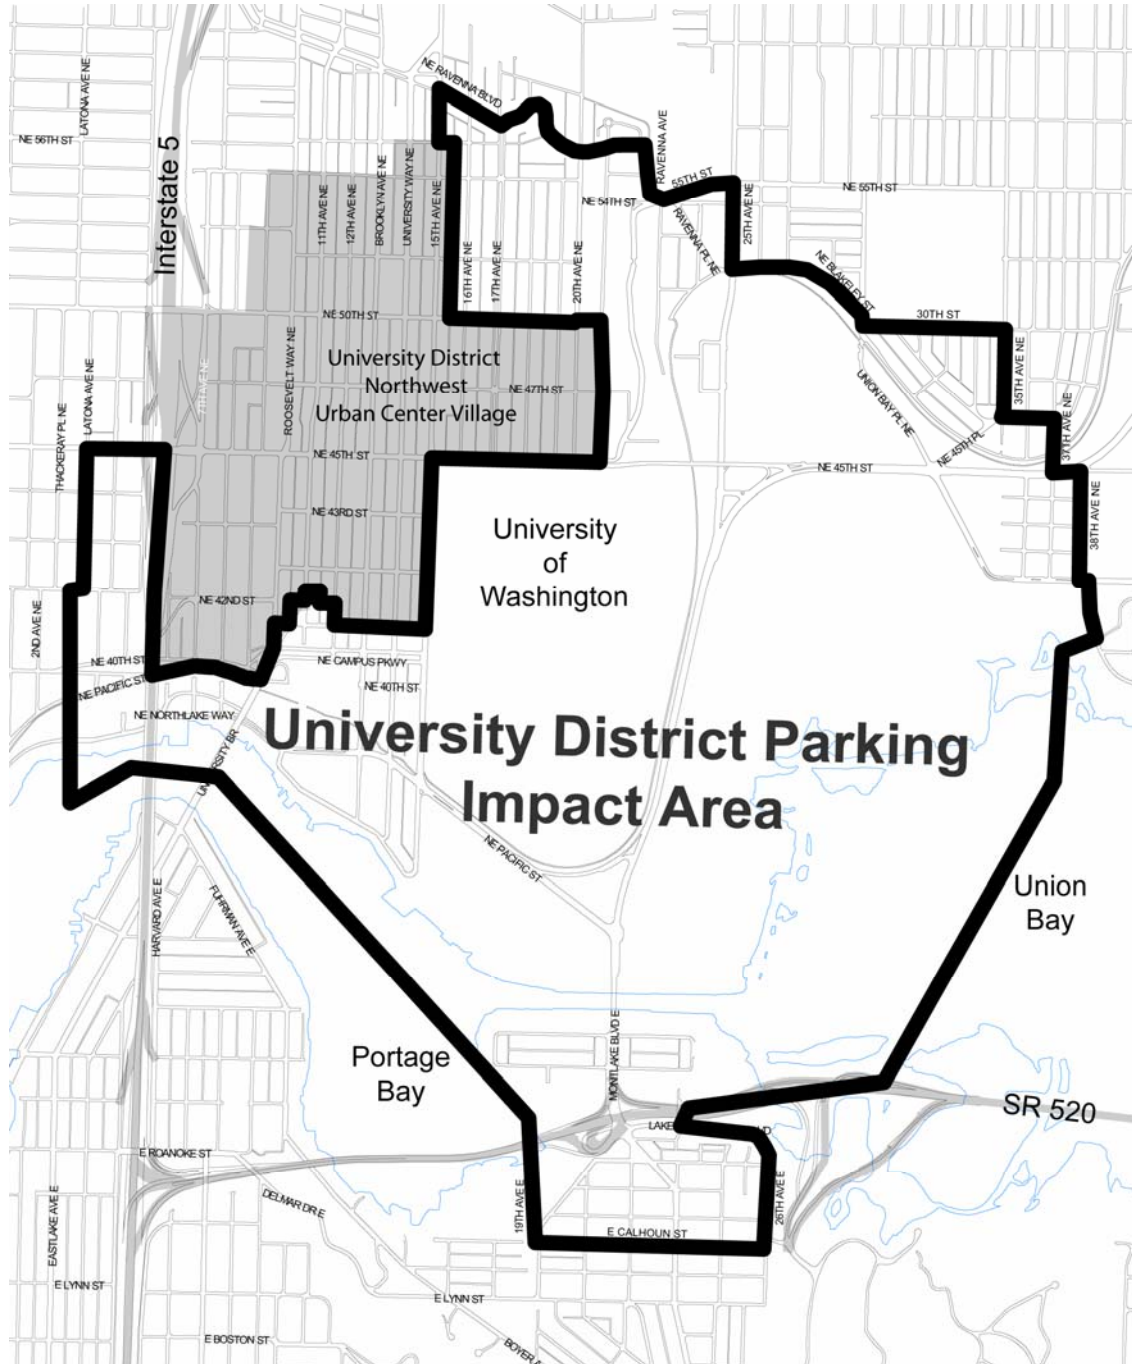 NE RAVENNA BLVD
LATONA AVE NE
NE 56TH ST
Interstate 5
RAVENNA AVE
55TH ST
NE 55TH ST
NE 54TH ST
11TH AVE NE
12TH AVE NE
BROOKLYN AVE NE
UNIVERSITY WAY NE
15TH AVE NE
16TH AVE NE
17TH AVE NE
20TH AVE NE
RAVENNA PL NE
25TH AVE NE
NE BLAKELEY ST
30TH ST
NE 50TH ST
ROOSEVELT WAY NE
7TH AVE NE
University District
Northwest
Urban Center Village
NE 47TH ST
35TH AVE NE
UNION BAY PL NE
THACKERAY PL NE
LATONA AVE NE
37TH AVE NE
NE 45TH PL
NE 45TH ST
NE 45TH ST
NE 43RD ST
38TH AVE NE
University
of
Washington
NE 42ND ST
2ND AVE NE
NE 40TH ST
NE CAMPUS PKWY
NE PACIFIC ST
NE 40TH ST
NE NORTHLAKE WAY
UNIVERSITY BR
University District Parking
Impact Area
NE PACIFIC ST
HARVARD AVE E
FUHRMAN AVE E
Union
Bay
Portage
Bay
MONTLAKE BLVD E
SR 520
E ROANOKE ST
DELMAR DR E
19TH AVE E
26TH AVE E
EASTLAKE AVE E
E CALHOUN ST
E LYNN ST
E LYNN ST
E BOSTON ST